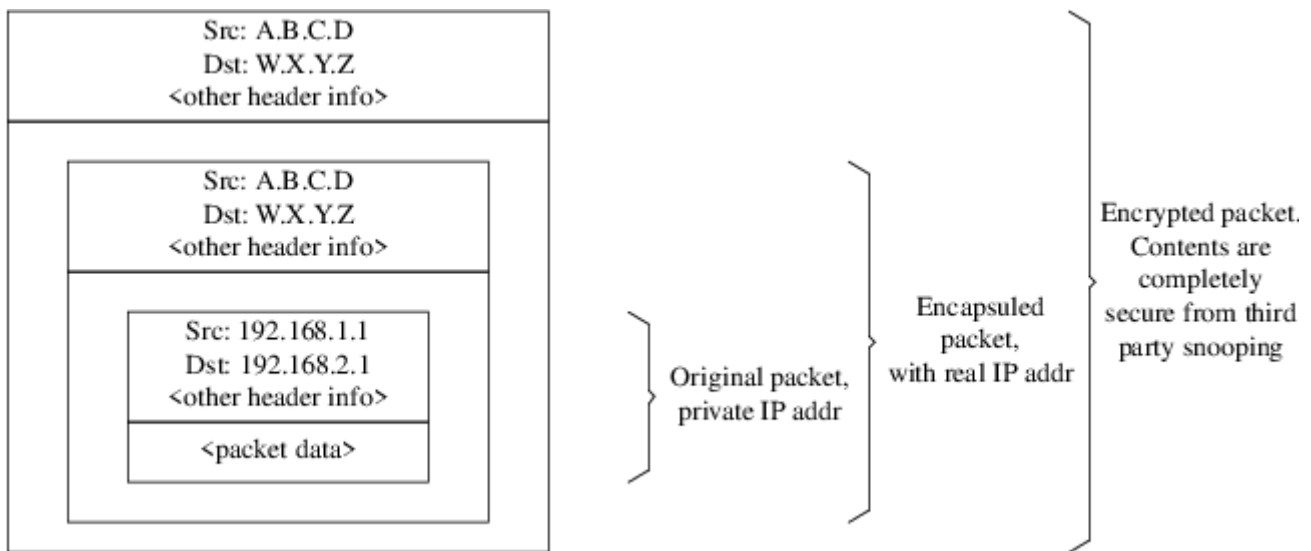 Src: A.B.C.D
Dst: W.X.Y.Z
<other header info>
Src: A.B.C.D
Dst: W.X.Y.Z
<other header info>
Src: 192.168.1.1
Dst: 192.168.2.1
<other header info>
<packet data>
Original packet,
private IP addr
Encapsuled
packet,
with real IP addr
Encrypted packet.
Contents are
completely
secure from third
party snooping